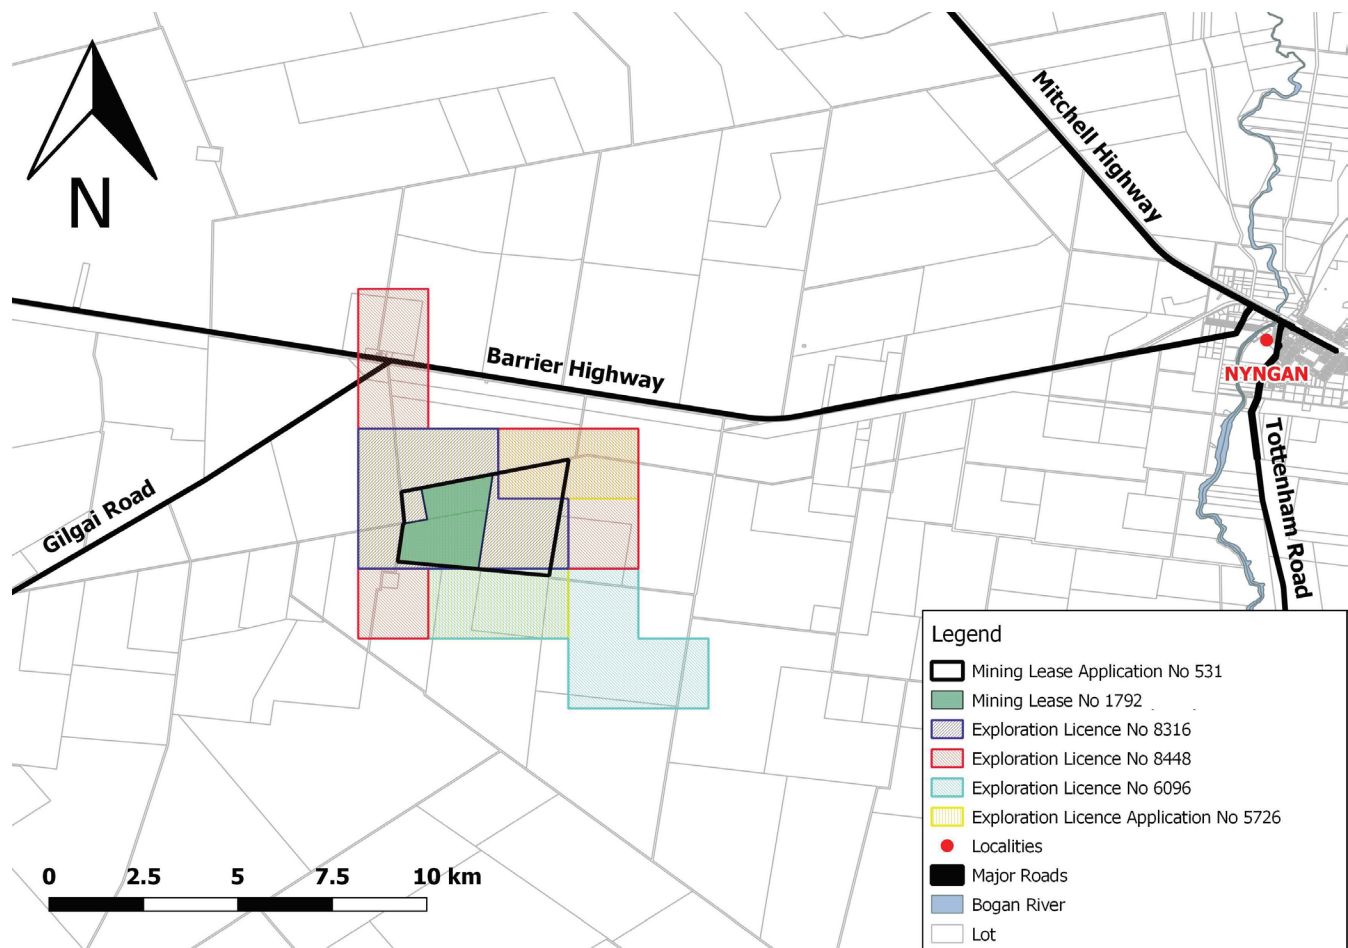 N
Mitchell Highway
Barrier Highway
NYNGAN
Gilgai Road
Tottenham Road
Legend
Mining Lease Application No 531
Mining Lease No 1792
Exploration Licence No 8316
Exploration Licence No 8448
Exploration Licence No 6096
Exploration Licence Application No 5726
Localities
Major Roads
Bogan River
Lot
0 2.5 5 7.5 10 km